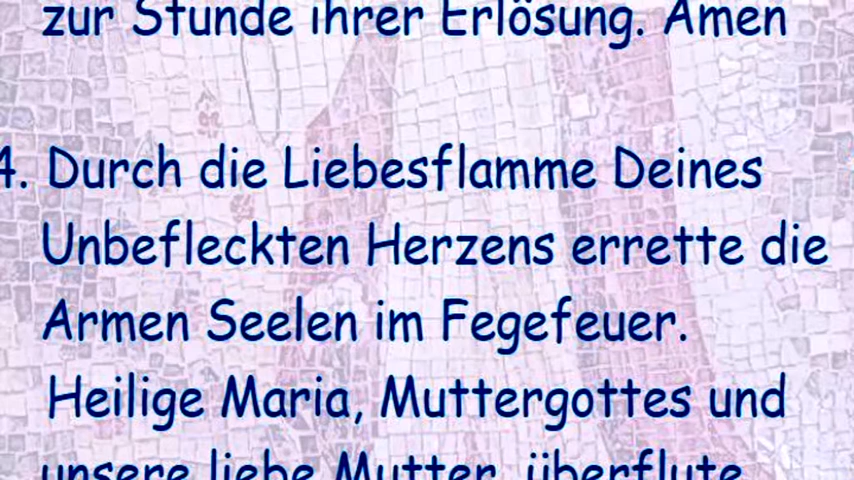 zur Stunde ihrer Erlösung. Amen
4. Durch die Liebesflamme Deines
Unbefleckten Herzens errette die
Armen Seelen im Fegefeuer.
Heilige Maria, Muttergottes und
unsere liebe Mutter, überflute